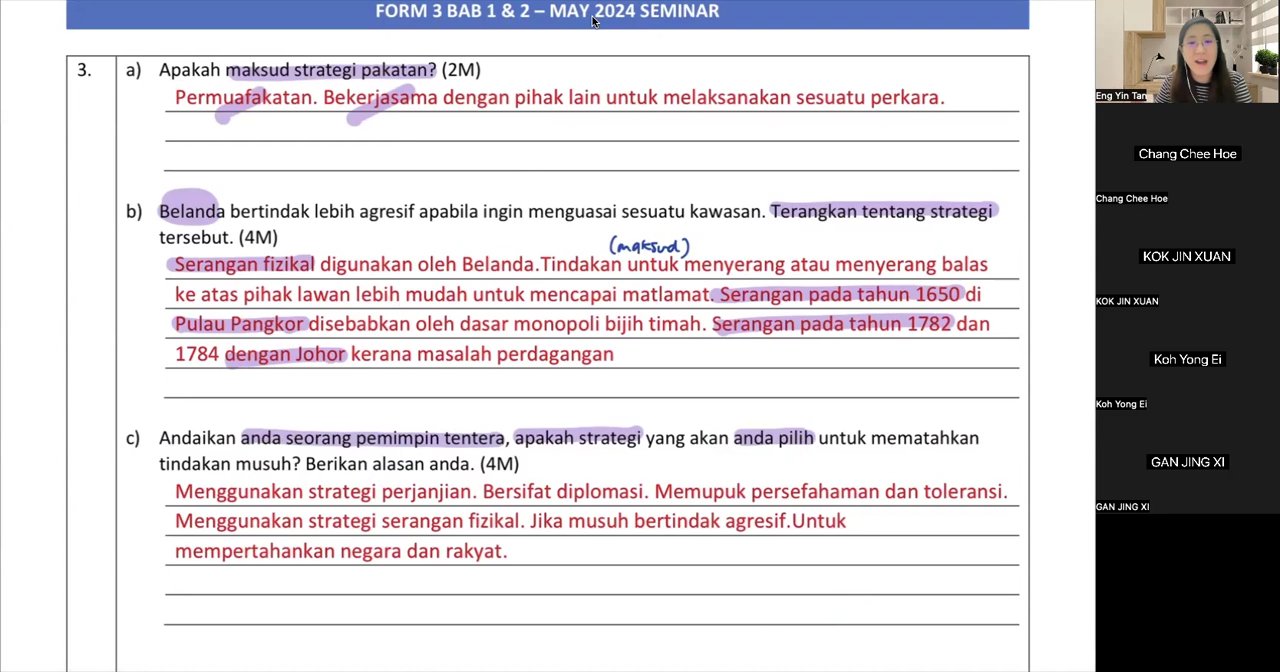 FORM 3 BAB 1 & 2 – MAY 2024 SEMINAR
3.
a) Apakah maksud strategi pakatan? (2M)
Permuafakatan. Bekerjasama dengan pihak lain untuk melaksanakan sesuatu perkara.
b) Belanda bertindak lebih agresif apabila ingin menguasai sesuatu kawasan. Terangkan tentang strategi
tersebut. (4M)
(maksud)
Serangan fizikal digunakan oleh Belanda.Tindakan untuk menyerang atau menyerang balas
ke atas pihak lawan lebih mudah untuk mencapai matlamat. Serangan pada tahun 1650 di
Pulau Pangkor disebabkan oleh dasar monopoli bijih timah. Serangan pada tahun 1782 dan
1784 dengan Johor kerana masalah perdagangan
c) Andaikan anda seorang pemimpin tentera, apakah strategi yang akan anda pilih untuk mematahkan
tindakan musuh? Berikan alasan anda. (4M)
Menggunakan strategi perjanjian. Bersifat diplomasi. Memupuk persefahaman dan toleransi.
Menggunakan strategi serangan fizikal. Jika musuh bertindak agresif.Untuk
mempertahankan negara dan rakyat.
Eng Yin Tan
Chang Chee Hoe
Chang Chee Hoe
KOK JIN XUAN
KOK JIN XUAN
Koh Yong Ei
Koh Yong Ei
GAN JING XI
GAN JING XI